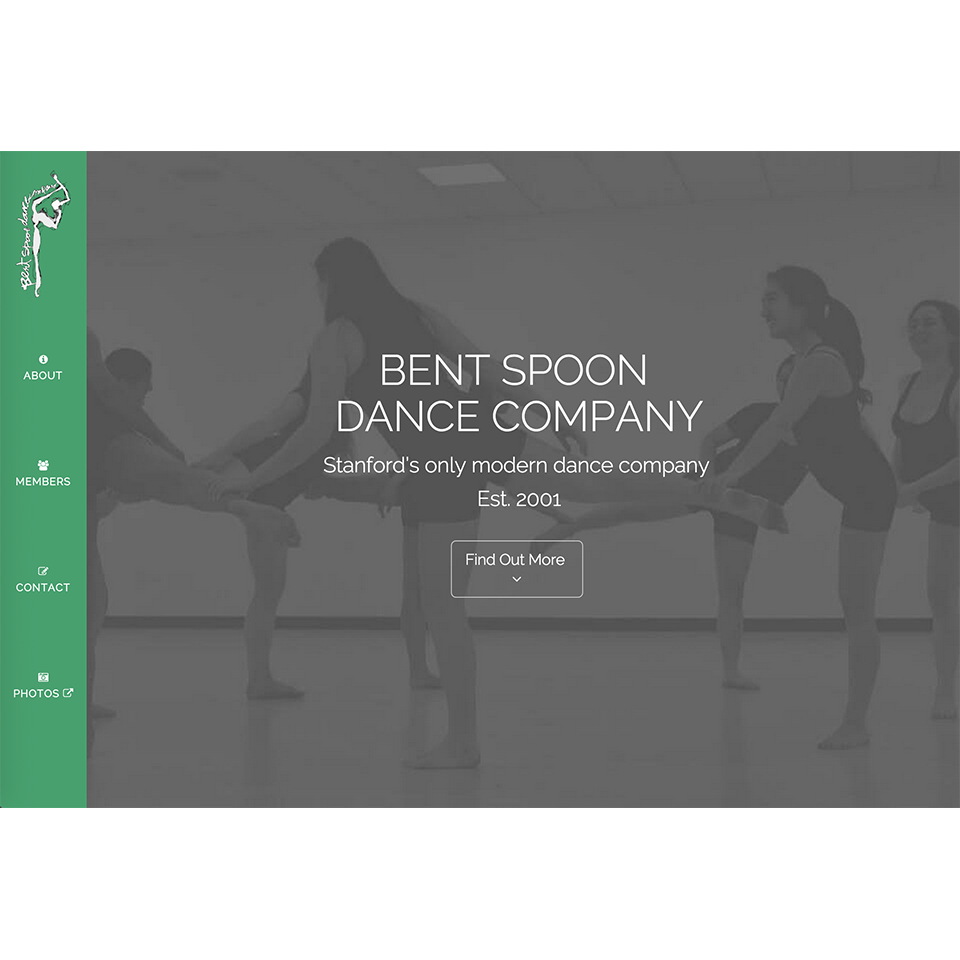 Bent Spoon dance company
ABOUT
MEMBERS
CONTACT
PHOTOS
BENT SPOON
DANCE COMPANY
Stanford's only modern dance company
Est. 2001
Find Out More